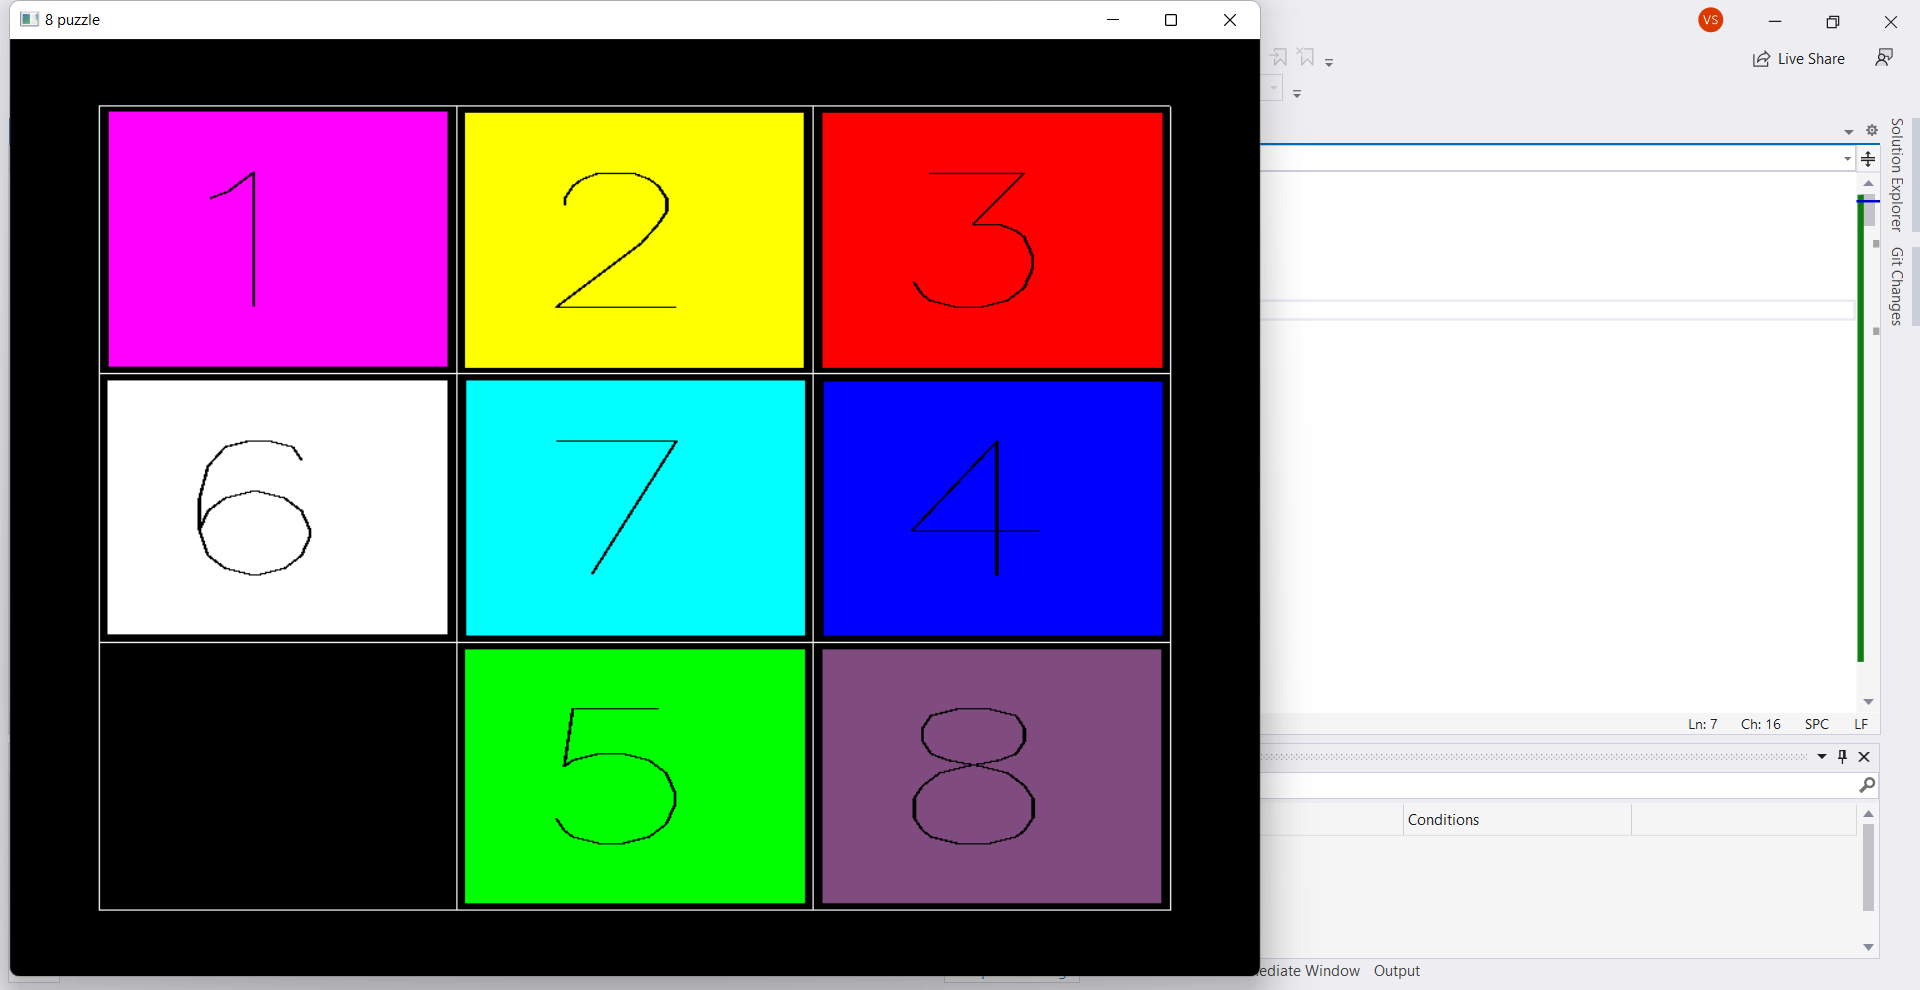 8 puzzle
VS
Live Share
1 2 3
6 7 4
5 8
Solution Explorer
Git Changes
Ln: 7 Ch: 16 SPC LF
Conditions
Window Output